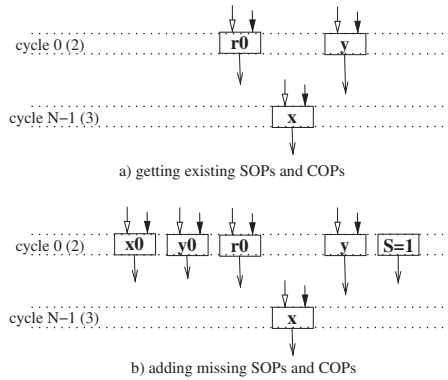 cycle 0 (2)
r0
y
cycle N−1 (3)
x
a) getting existing SOPs and COPs
cycle 0 (2)
x0
y0
r0
y
S=1
cycle N−1 (3)
x
b) adding missing SOPs and COPs